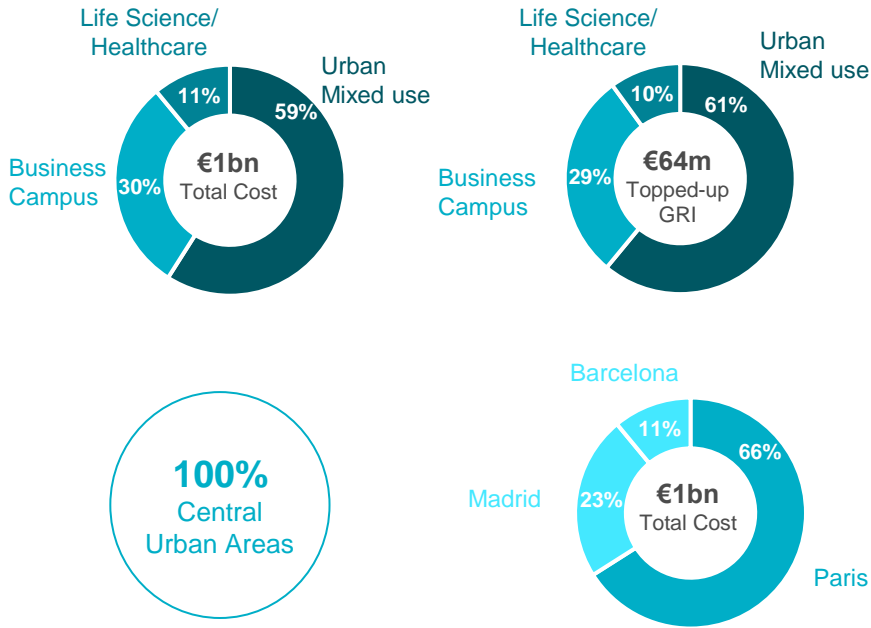 Life Science/
Healthcare
Urban
Mixed use
11%
59%
€1bn
Total Cost
Business
Campus
30%
Life Science/
Healthcare
Urban
Mixed use
10%
61%
€64m
Topped-up
GRI
Business
Campus
29%
100%
Central
Urban Areas
Barcelona
11%
66%
Madrid
23%
€1bn
Total Cost
Paris